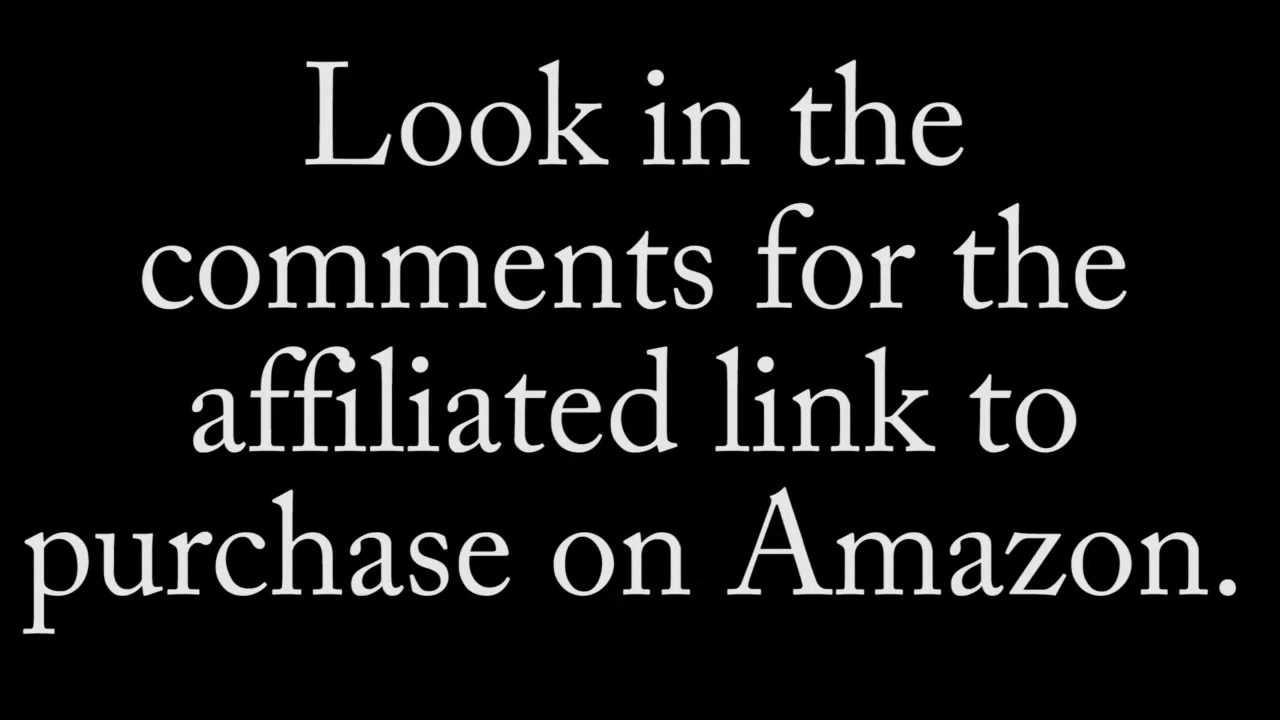 Look in the
comments for the
affiliated link to
purchase on Amazon.